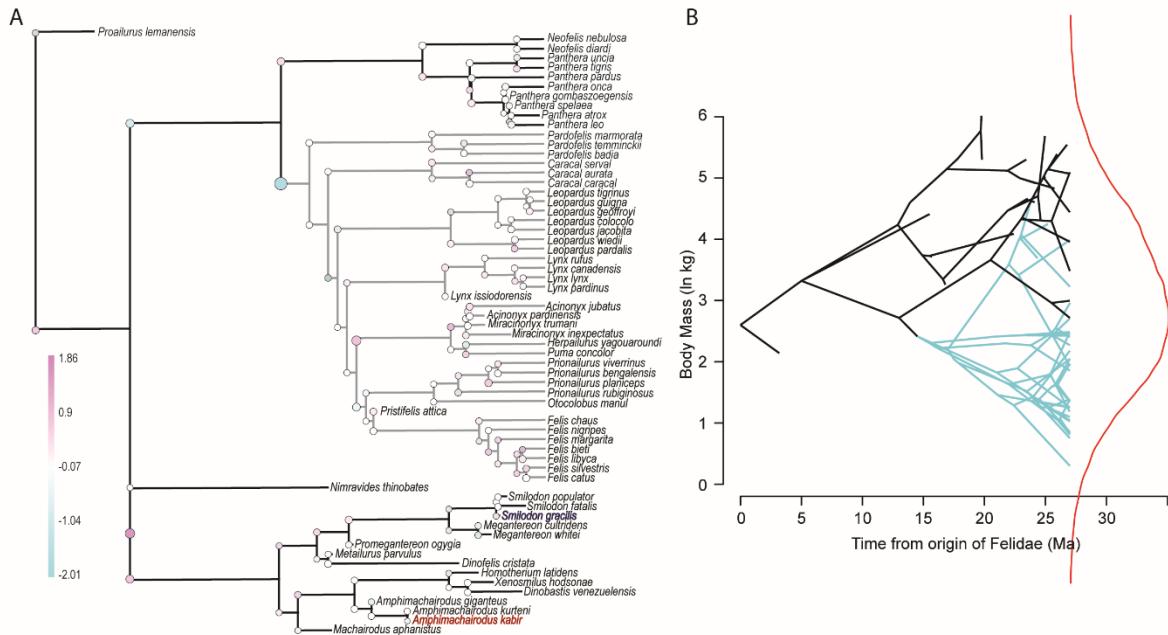 A
B
Proailurus lemanensis
Neofelis nebulosa
Neofelis diardi
Panthera uncia
Panthera tigris
Panthera pardus
Panthera onca
Panthera gombaszoegensis
Panthera spelaea
Panthera atrox
Panthera leo
Pardofelis marmorata
Pardofelis temminckii
Pardofelis badia
Caracal serval
Caracal aurata
Caracal caracal
Leopardus tigrinus
Leopardus guigna
Leopardus geoffroyi
Leopardus colocolo
Leopardus jacobita
Leopardus wiedii
Leopardus pardalis
Lynx rufus
Lynx canadensis
Lynx lynx
Lynx pardinus
Lynx issiodorensis
Acinonyx jubatus
Acinonyx pardinensis
Miracinonyx trumani
Miracinonyx inexpectatus
Herpailurus yagouaroundi
Puma concolor
Prionailurus viverrinus
Prionailurus bengalensis
Prionailurus planiceps
Prionailurus rubiginosus
Otocolobus manul
Pristifelis attica
Felis chaus
Felis nigripes
Felis margarita
Felis bieti
Felis libyca
Felis silvestris
Felis catus
Nimravides thinobates
Smilodon populator
Smilodon fatalis
Smilodon gracilis
Megantereon cultridens
Megantereon whitei
Promegantereon ogygia
Metailurus parvulus
Dinofelis cristata
Homotherium latidens
Xenosmilus hodsonae
Dinobastis venezuelensis
Amphimachairodus giganteus
Amphimachairodus kurteni
Amphimachairodus kabir
Machairodus aphanistus
1.86
0.9
-0.07
-1.04
-2.01
Body Mass (ln kg)
6
5
4
3
2
1
0
0 5 10 15 20 25 30
Time from origin of Felidae (Ma)